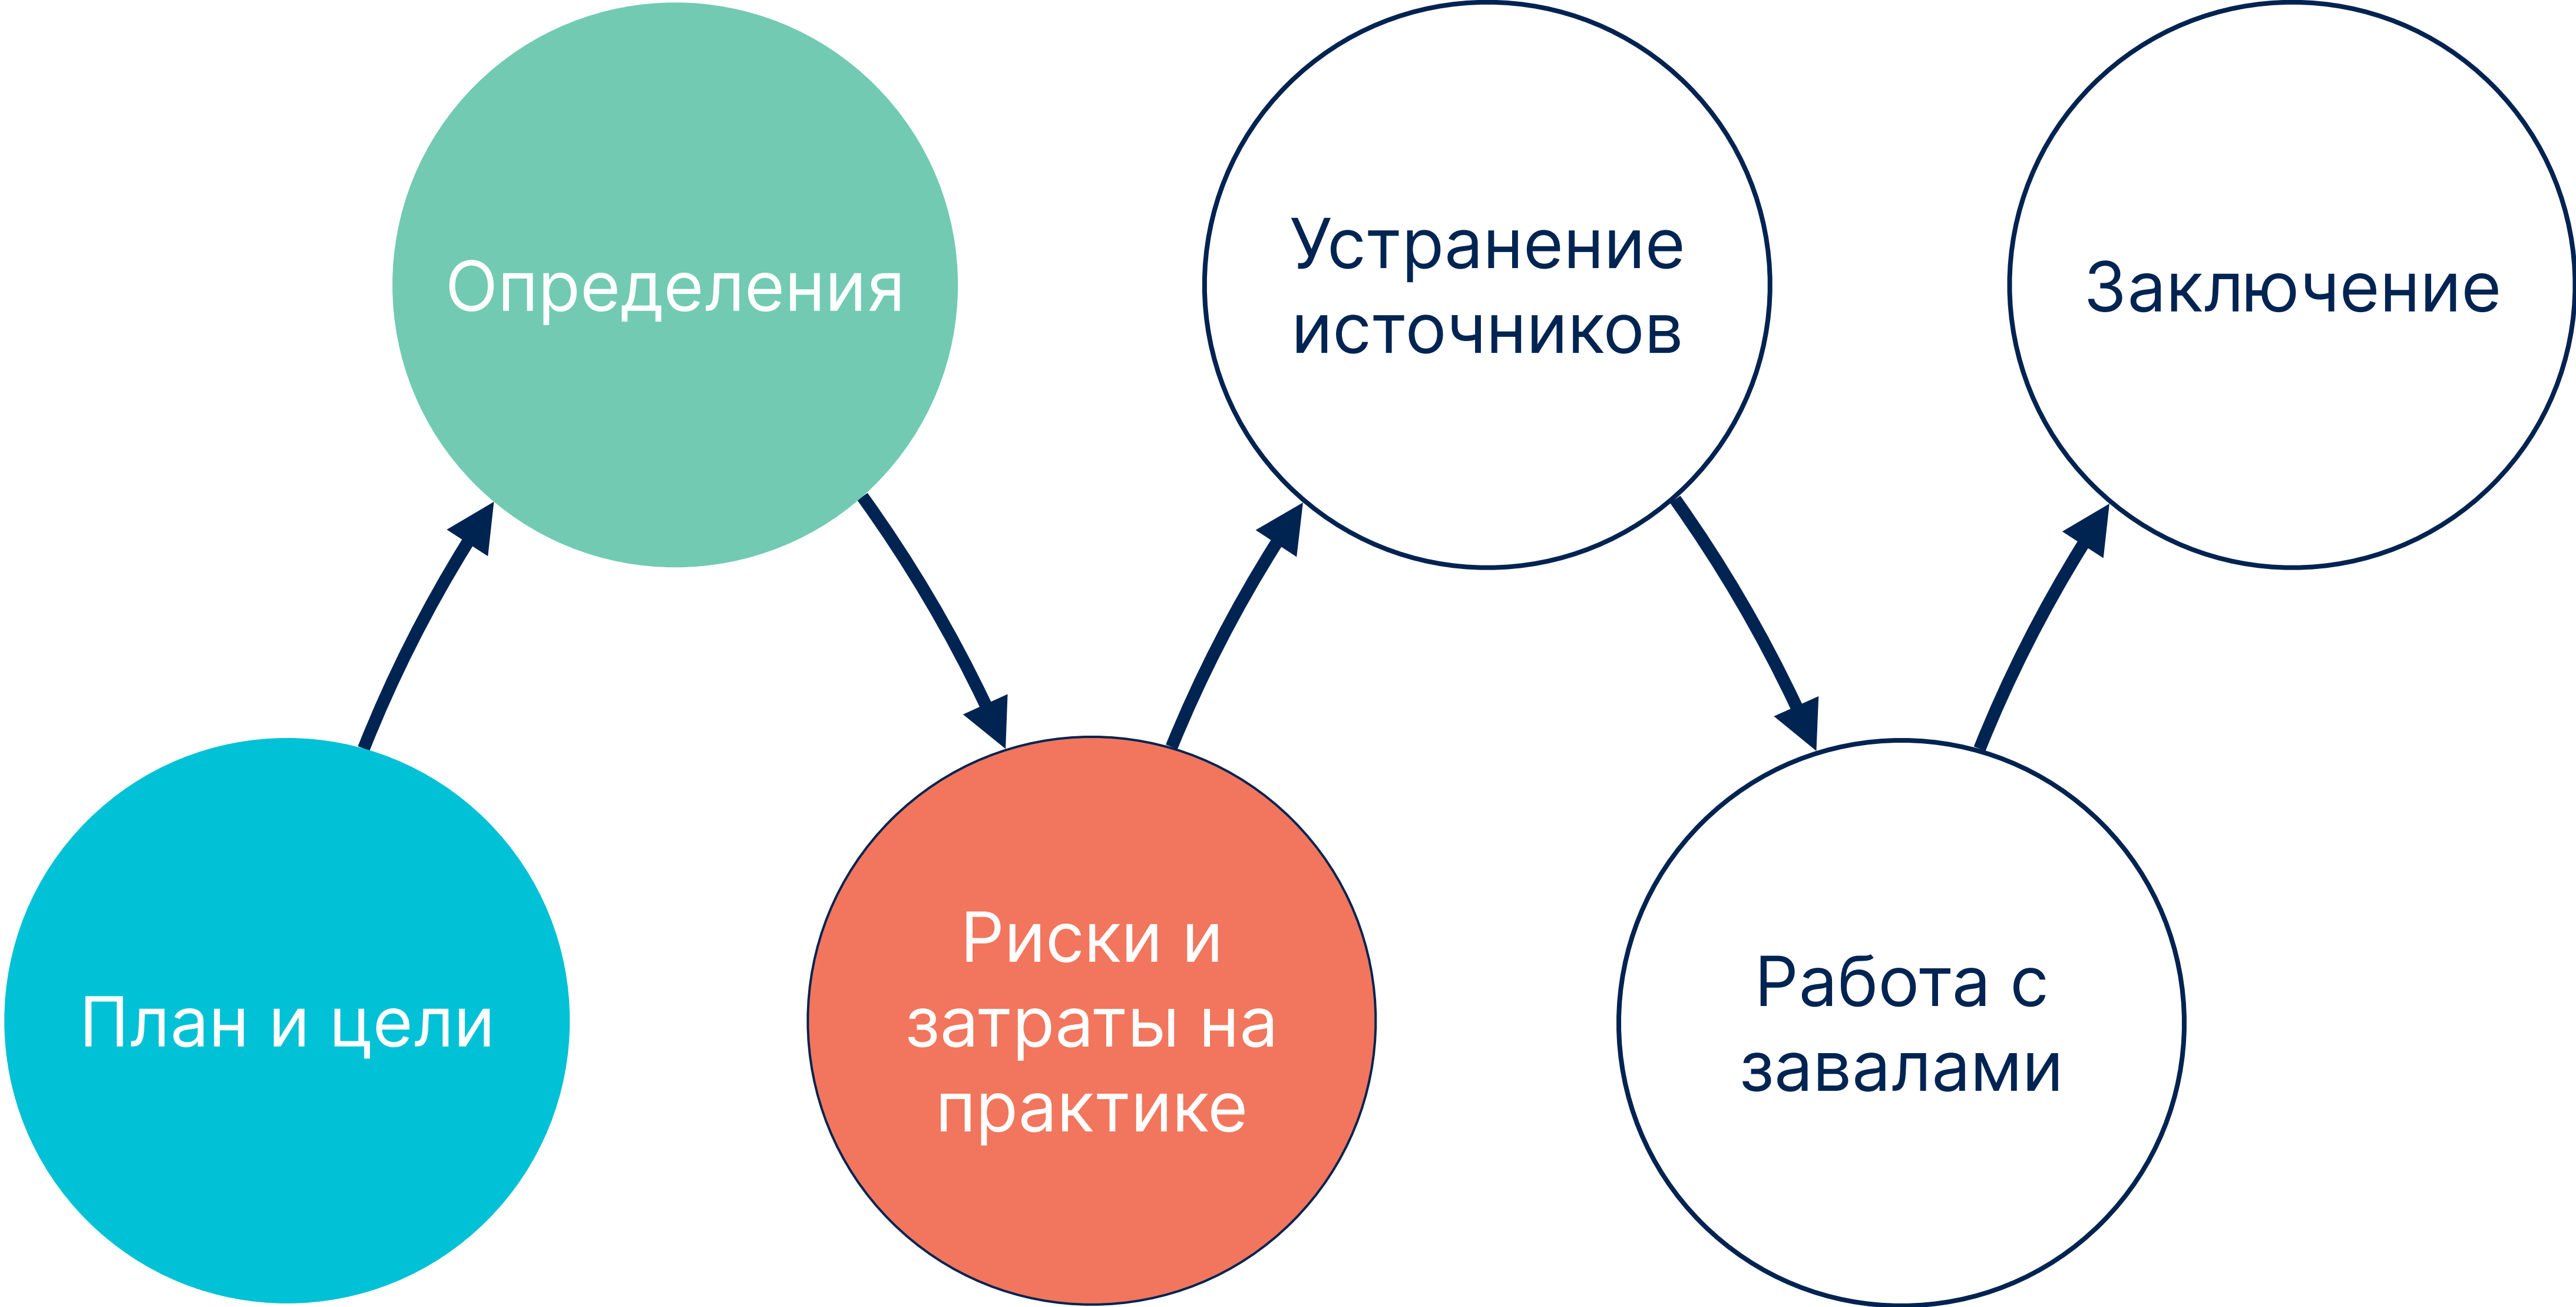 План и цели
Определения
Риски и
затраты на
практике
Устранение
источников
Работа с
завалами
Заключение